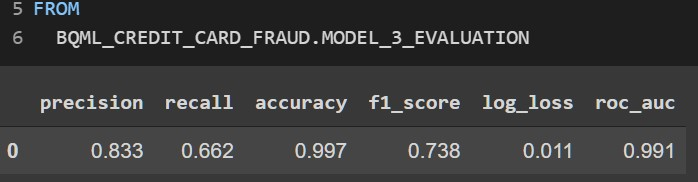 5 FROM
6 BQML_CREDIT_CARD_FRAUD.MODEL_3_EVALUATION
precision recall accuracy f1_score log_loss roc_auc
0 0.833 0.662 0.997 0.738 0.011 0.991